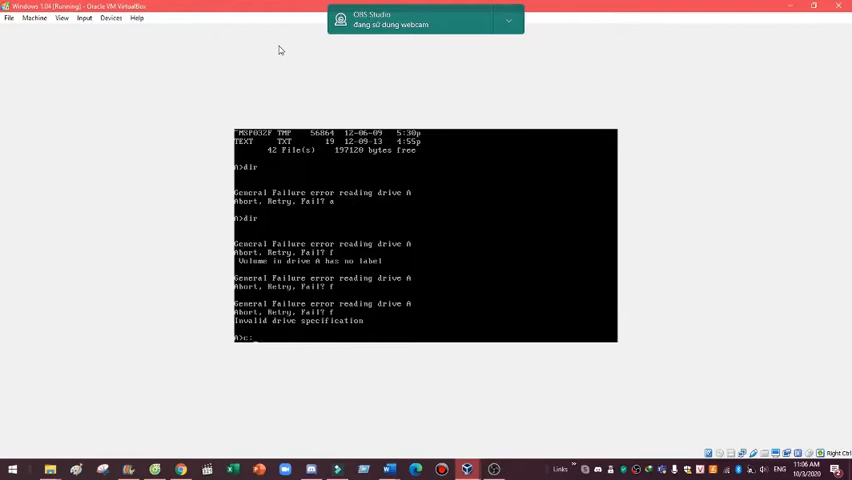 Windows 1.04 [Running] - Oracle VM VirtualBox
File Machine View Input Devices Help
OBS Studio
đang sử dụng webcam
~MSP032F TMP 56864 12-06-09 5:30p
TEXT TXT 19 12-09-13 4:55p
42 File(s) 197120 bytes free
A>dir
General Failure error reading drive A
Abort, Retry, Fail? a
A>dir
General Failure error reading drive A
Abort, Retry, Fail? f
Volume in drive A has no label
General Failure error reading drive A
Abort, Retry, Fail? f
General Failure error reading drive A
Abort, Retry, Fail? f
Invalid drive specification
A>c:_
Right Ctrl
Links
ENG
11:06 AM
10/3/2020